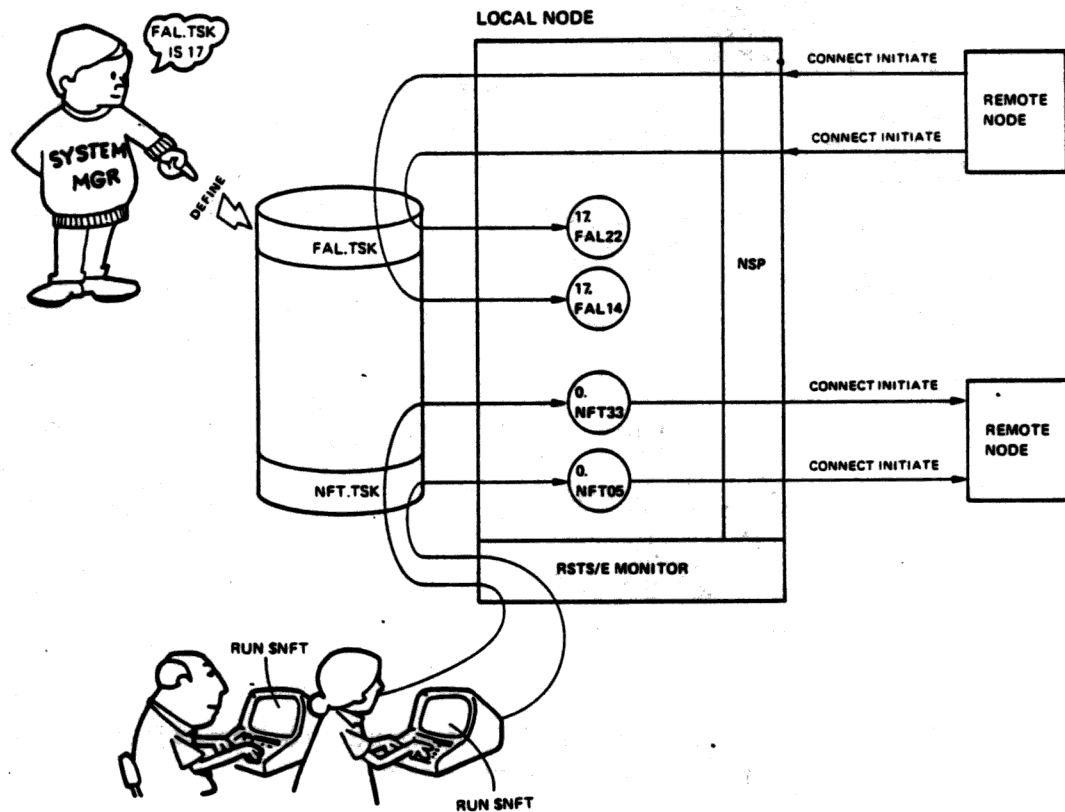 LOCAL NODE
FAL.TSK
IS 17
SYSTEM
MGR
DEFINE
CONNECT INITIATE
CONNECT INITIATE
REMOTE
NODE
FAL.TSK
17.
FAL22
17.
FAL14
NSP
0.
NFT33
CONNECT INITIATE
0.
NFT05
CONNECT INITIATE
REMOTE
NODE
NFT.TSK
RSTS/E MONITOR
RUN $NFT
RUN $NFT